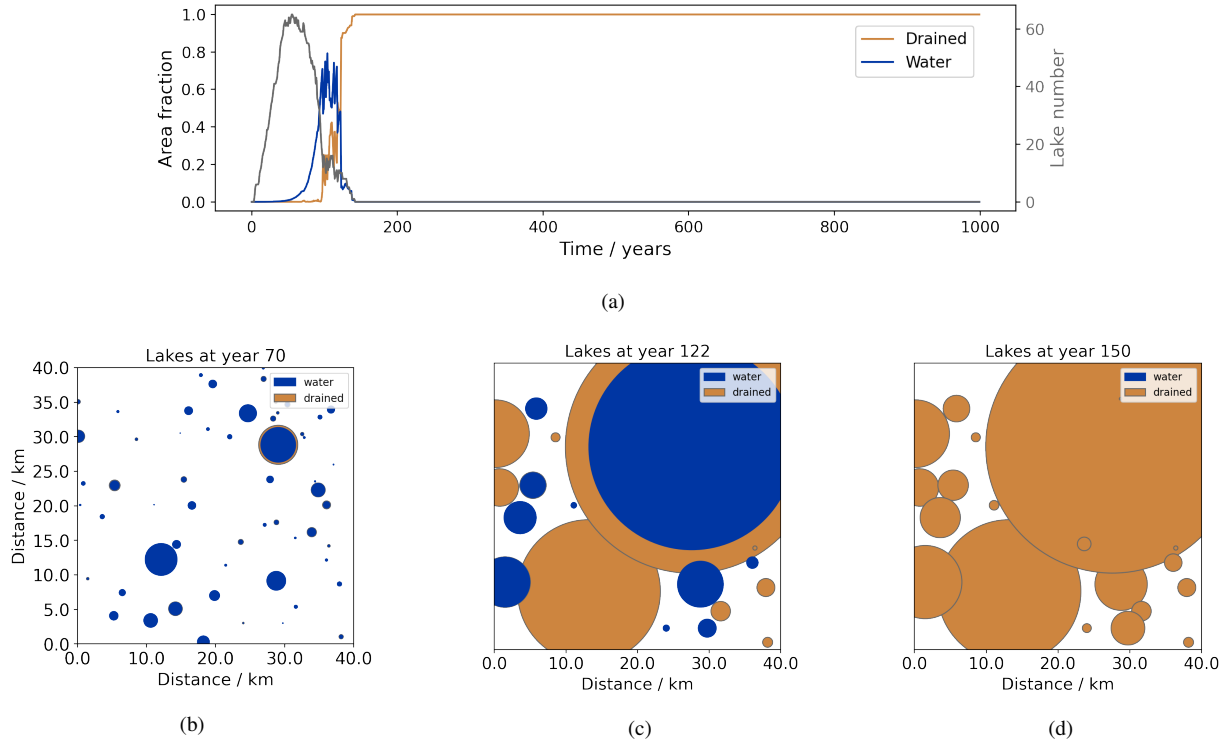 1.0
0.8
0.6
0.4
0.2
0.0
Area fraction
Drained
Water
60
40
20
0
Lake number
0 200 400 600 800 1000
Time / years
(a)
Lakes at year 70
water
drained
40.0
35.0
30.0
25.0
20.0
15.0
10.0
5.0
0.0
Distance / km
0.0 10.0 20.0 30.0 40.0
Distance / km
(b)
Lakes at year 122
water
drained
0.0 10.0 20.0 30.0 40.0
Distance / km
(c)
Lakes at year 150
water
drained
0.0 10.0 20.0 30.0 40.0
Distance / km
(d)